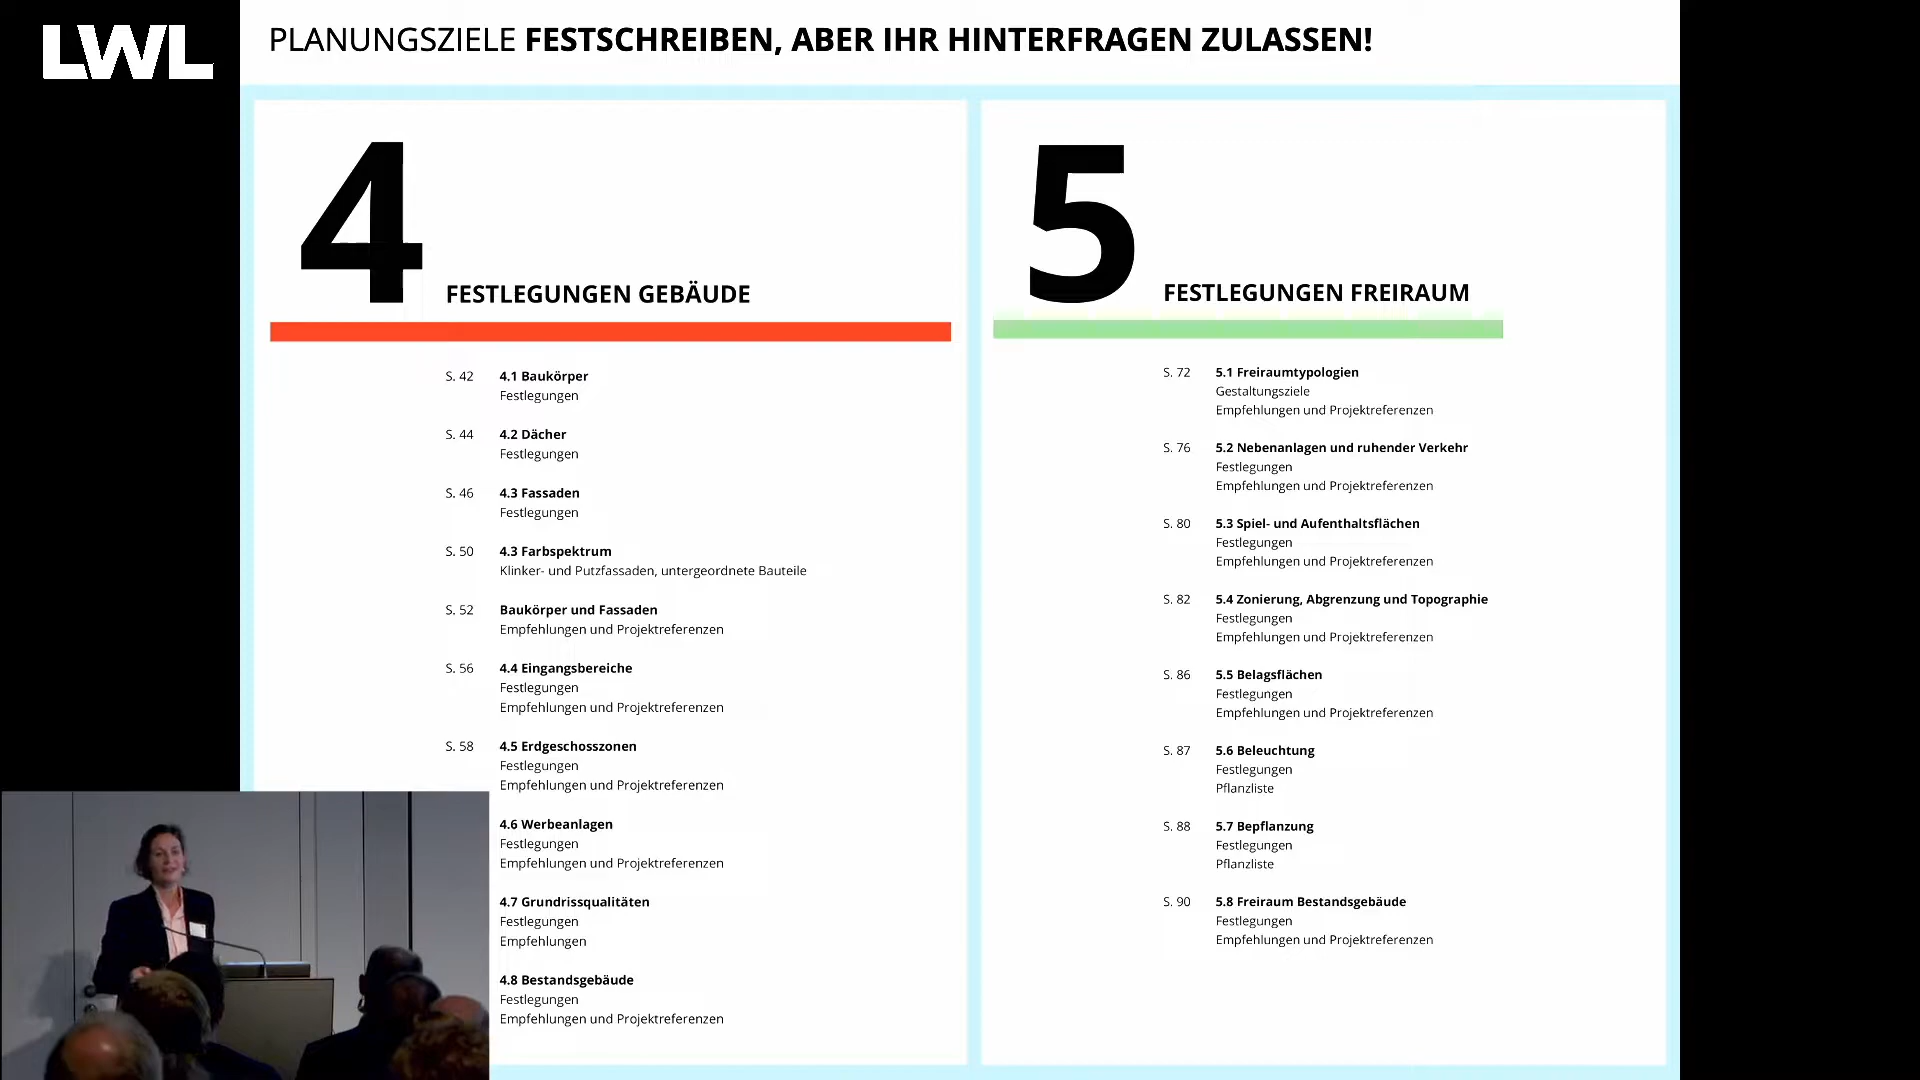 LWL
PLANUNGSZIELE FESTSCHREIBEN, ABER IHR HINTERFRAGEN ZULASSEN!
4
FESTLEGUNGEN GEBÄUDE
S. 42 4.1 Baukörper
Festlegungen
S. 44 4.2 Dächer
Festlegungen
S. 46 4.3 Fassaden
Festlegungen
S. 50 4.3 Farbspektrum
Klinker- und Putzfassaden, untergeordnete Bauteile
S. 52 Baukörper und Fassaden
Empfehlungen und Projektreferenzen
S. 56 4.4 Eingangsbereiche
Festlegungen
Empfehlungen und Projektreferenzen
S. 58 4.5 Erdgeschosszonen
Festlegungen
Empfehlungen und Projektreferenzen
4.6 Werbeanlagen
Festlegungen
Empfehlungen und Projektreferenzen
4.7 Grundrissqualitäten
Festlegungen
Empfehlungen
4.8 Bestandsgebäude
Festlegungen
Empfehlungen und Projektreferenzen
5
FESTLEGUNGEN FREIRAUM
S. 72 5.1 Freiraumtypologien
Gestaltungsziele
Empfehlungen und Projektreferenzen
S. 76 5.2 Nebenanlagen und ruhender Verkehr
Festlegungen
Empfehlungen und Projektreferenzen
S. 80 5.3 Spiel- und Aufenthaltsflächen
Festlegungen
Empfehlungen und Projektreferenzen
S. 82 5.4 Zonierung, Abgrenzung und Topographie
Festlegungen
Empfehlungen und Projektreferenzen
S. 86 5.5 Belagsflächen
Festlegungen
Empfehlungen und Projektreferenzen
S. 87 5.6 Beleuchtung
Festlegungen
Pflanzliste
S. 88 5.7 Bepflanzung
Festlegungen
Pflanzliste
S. 90 5.8 Freiraum Bestandsgebäude
Festlegungen
Empfehlungen und Projektreferenzen